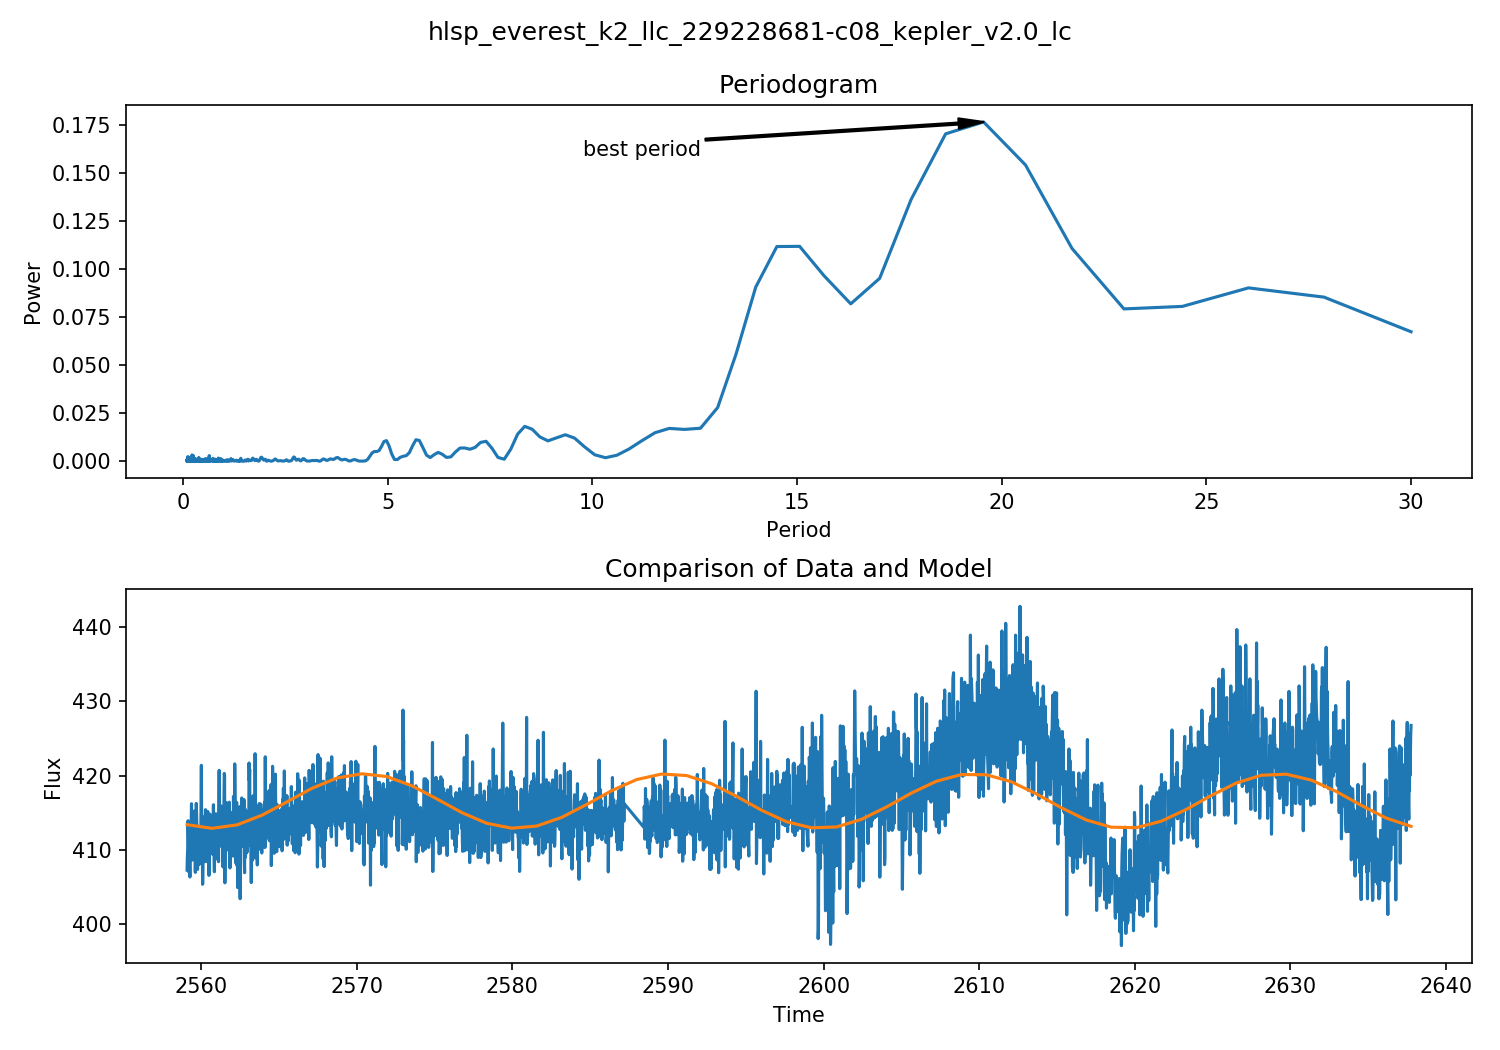 hlsp_everest_k2_llc_229228681-c08_kepler_v2.0_lc
Periodogram
0.175
0.150
0.125
0.100
0.075
0.050
0.025
0.000
Power
best period
0 5 10 15 20 25 30
Period
Comparison of Data and Model
440
430
420
410
400
Flux
2560 2570 2580 2590 2600 2610 2620 2630 2640
Time